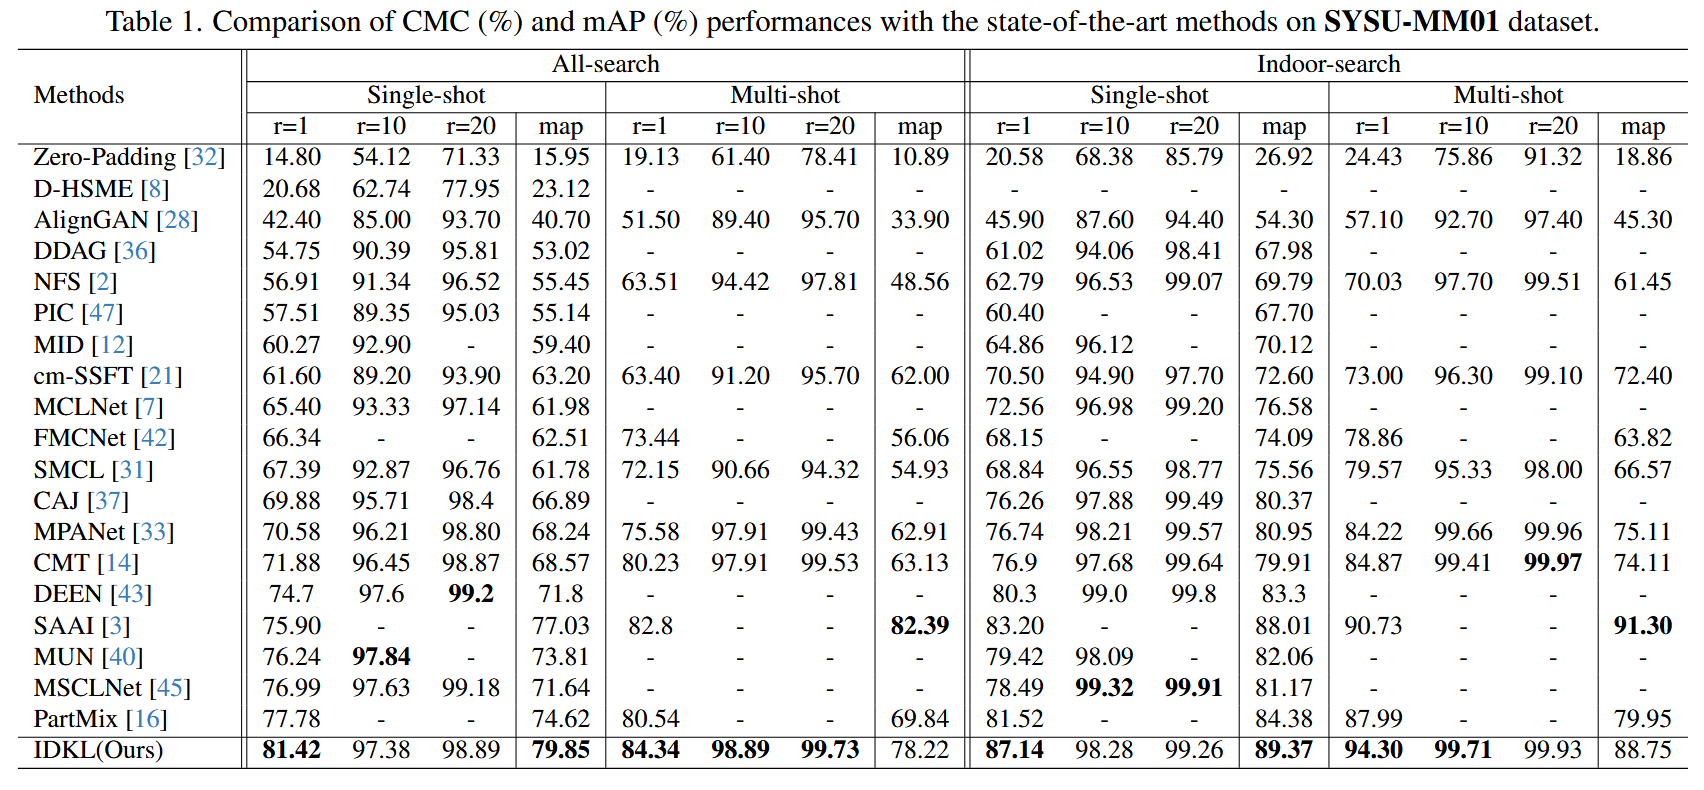 Table 1. Comparison of CMC (%) and mAP (%) performances with the state-of-the-art methods on SYSU-MM01 dataset.
Methods All-search Indoor-search
Single-shot Multi-shot Single-shot Multi-shot
r=1 r=10 r=20 map r=1 r=10 r=20 map r=1 r=10 r=20 map r=1 r=10 r=20 map
Zero-Padding [32] 14.80 54.12 71.33 15.95 19.13 61.40 78.41 10.89 20.58 68.38 85.79 26.92 24.43 75.86 91.32 18.86
D-HSME [8] 20.68 62.74 77.95 23.12 - - - - - - - - - - - -
AlignGAN [28] 42.40 85.00 93.70 40.70 51.50 89.40 95.70 33.90 45.90 87.60 94.40 54.30 57.10 92.70 97.40 45.30
DDAG [36] 54.75 90.39 95.81 53.02 - - - - 61.02 94.06 98.41 67.98 - - - -
NFS [2] 56.91 91.34 96.52 55.45 63.51 94.42 97.81 48.56 62.79 96.53 99.07 69.79 70.03 97.70 99.51 61.45
PIC [47] 57.51 89.35 95.03 55.14 - - - - 60.40 - - 67.70 - - - -
MID [12] 60.27 92.90 - 59.40 - - - - 64.86 96.12 - 70.12 - - - -
cm-SSFT [21] 61.60 89.20 93.90 63.20 63.40 91.20 95.70 62.00 70.50 94.90 97.70 72.60 73.00 96.30 99.10 72.40
MCLNet [7] 65.40 93.33 97.14 61.98 - - - - 72.56 96.98 99.20 76.58 - - - -
FMCNet [42] 66.34 - - 62.51 73.44 - - 56.06 68.15 - - 74.09 78.86 - - 63.82
SMCL [31] 67.39 92.87 96.76 61.78 72.15 90.66 94.32 54.93 68.84 96.55 98.77 75.56 79.57 95.33 98.00 66.57
CAJ [37] 69.88 95.71 98.4 66.89 - - - - 76.26 97.88 99.49 80.37 - - - -
MPANet [33] 70.58 96.21 98.80 68.24 75.58 97.91 99.43 62.91 76.74 98.21 99.57 80.95 84.22 99.66 99.96 75.11
CMT [14] 71.88 96.45 98.87 68.57 80.23 97.91 99.53 63.13 76.9 97.68 99.64 79.91 84.87 99.41 99.97 74.11
DEEN [43] 74.7 97.6 99.2 71.8 - - - - 80.3 99.0 99.8 83.3 - - - -
SAAI [3] 75.90 - - 77.03 82.8 - - 82.39 83.20 - - 88.01 90.73 - - 91.30
MUN [40] 76.24 97.84 - 73.81 - - - - 79.42 98.09 - 82.06 - - - -
MSCLNet [45] 76.99 97.63 99.18 71.64 - - - - 78.49 99.32 99.91 81.17 - - - -
PartMix [16] 77.78 - - 74.62 80.54 - - 69.84 81.52 - - 84.38 87.99 - - 79.95
IDKL(Ours) 81.42 97.38 98.89 79.85 84.34 98.89 99.73 78.22 87.14 98.28 99.26 89.37 94.30 99.71 99.93 88.75